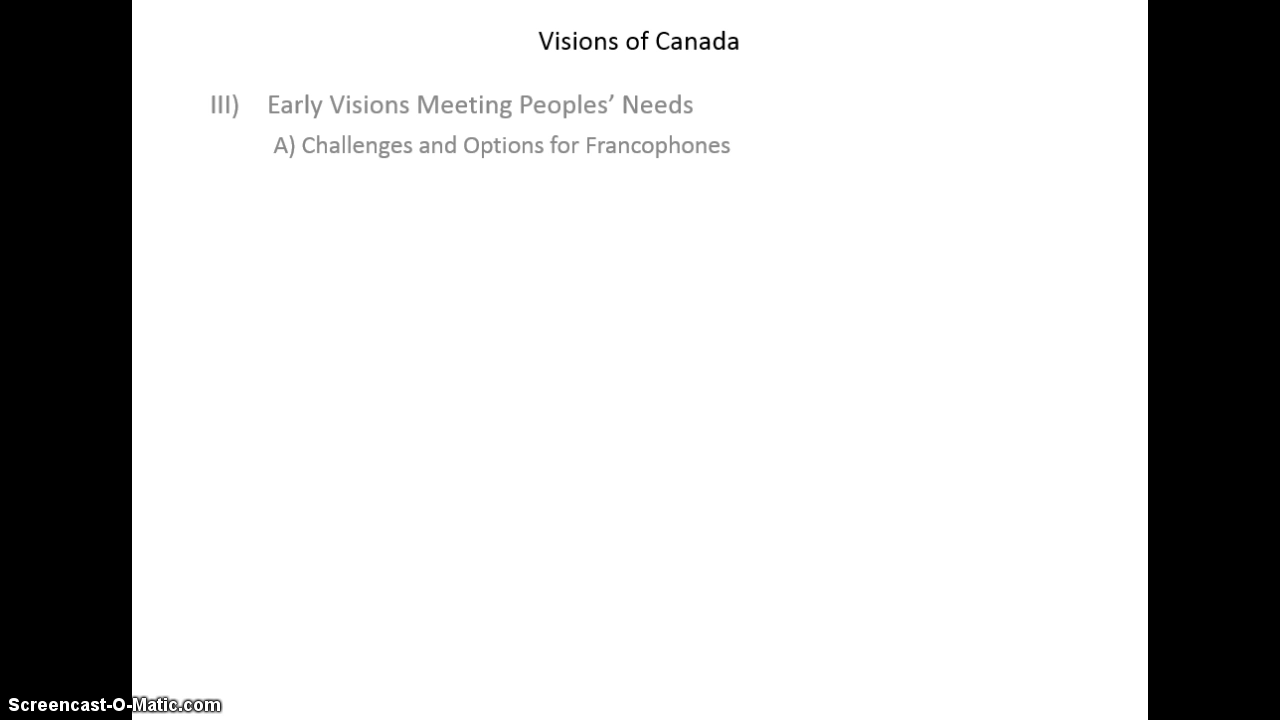 Visions of Canada
III) Early Visions Meeting Peoples’ Needs
A) Challenges and Options for Francophones
Screencast-O-Matic.com